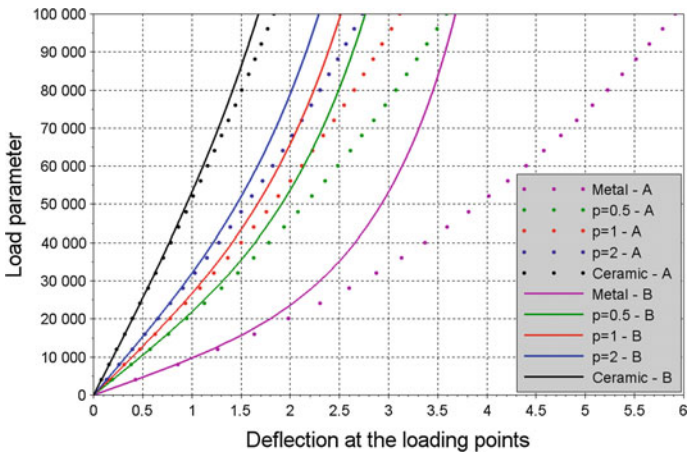 100 000
90 000
80 000
70 000
60 000
50 000
40 000
30 000
20 000
10 000
0
Load parameter
0 0.5 1 1.5 2 2.5 3 3.5 4 4.5 5 5.5 6
Deflection at the loading points
Metal - A
p=0.5 - A
p=1 - A
p=2 - A
Ceramic - A
Metal - B
p=0.5 - B
p=1 - B
p=2 - B
Ceramic - B